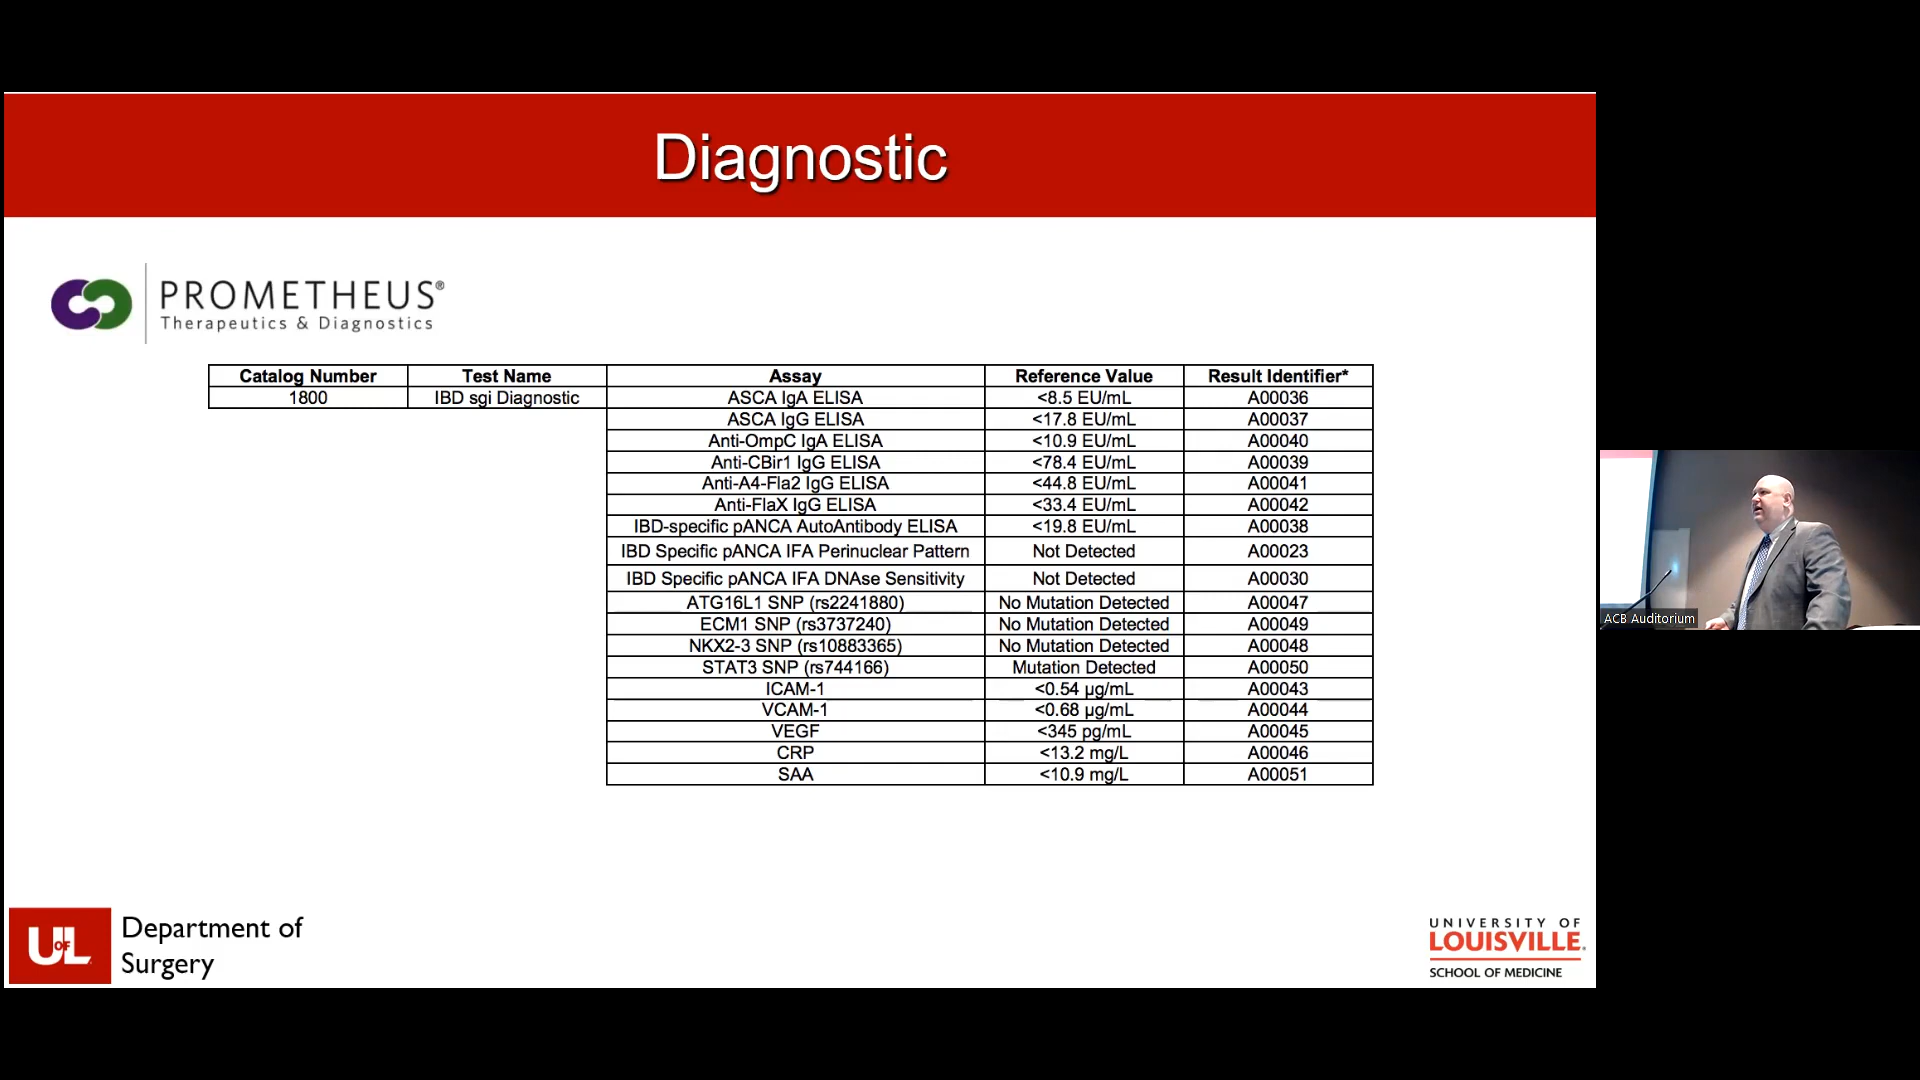 Diagnostic
PROMETHEUS®
Therapeutics & Diagnostics
Catalog Number Test Name Assay Reference Value Result Identifier*
1800 IBD sgi Diagnostic ASCA IgA ELISA <8.5 EU/mL A00036
ASCA IgG ELISA <17.8 EU/mL A00037
Anti-OmpC IgA ELISA <10.9 EU/mL A00040
Anti-CBir1 IgG ELISA <78.4 EU/mL A00039
Anti-A4-Fla2 IgG ELISA <44.8 EU/mL A00041
Anti-FlaX IgG ELISA <33.4 EU/mL A00042
IBD-specific pANCA AutoAntibody ELISA <19.8 EU/mL A00038
IBD Specific pANCA IFA Perinuclear Pattern Not Detected A00023
IBD Specific pANCA IFA DNAse Sensitivity Not Detected A00030
ATG16L1 SNP (rs2241880) No Mutation Detected A00047
ECM1 SNP (rs3737240) No Mutation Detected A00049
NKX2-3 SNP (rs10883365) No Mutation Detected A00048
STAT3 SNP (rs744166) Mutation Detected A00050
ICAM-1 <0.54 µg/mL A00043
VCAM-1 <0.68 µg/mL A00044
VEGF <345 pg/mL A00045
CRP <13.2 mg/L A00046
SAA <10.9 mg/L A00051
ACB Auditorium
UofL
Department of
Surgery
UNIVERSITY OF
LOUISVILLE.
SCHOOL OF MEDICINE